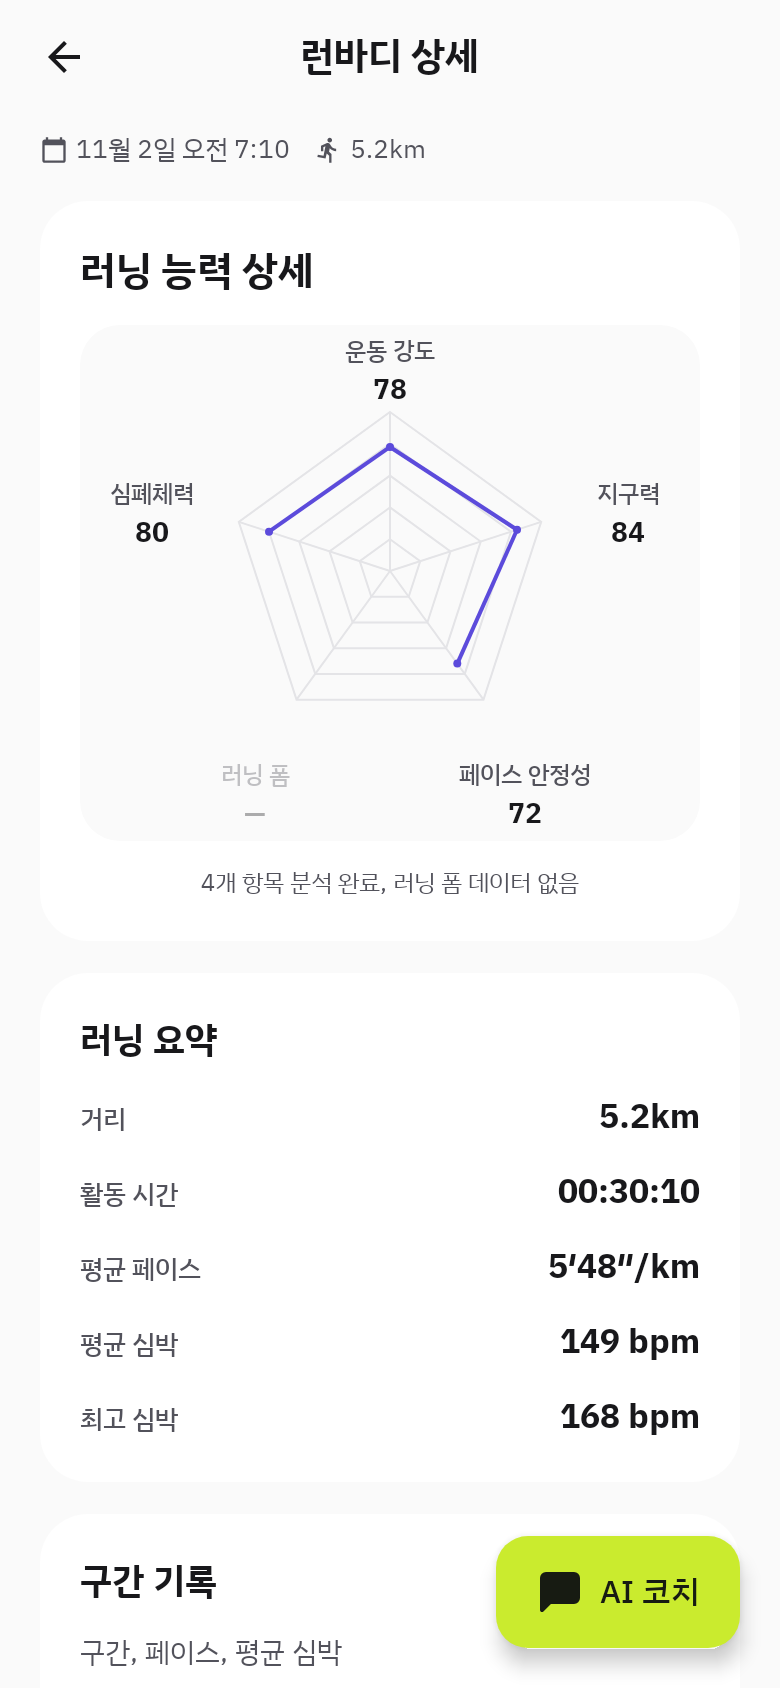 런바디 상세
11월 2일 오전 7:10 5.2km
러닝 능력 상세
운동 강도
78
심폐체력
80
지구력
84
러닝 폼
—
페이스 안정성
72
4개 항목 분석 완료, 러닝 폼 데이터 없음
러닝 요약
거리 5.2km
활동 시간 00:30:10
평균 페이스 5′48″/km
평균 심박 149 bpm
최고 심박 168 bpm
구간 기록
AI 코치
구간, 페이스, 평균 심박